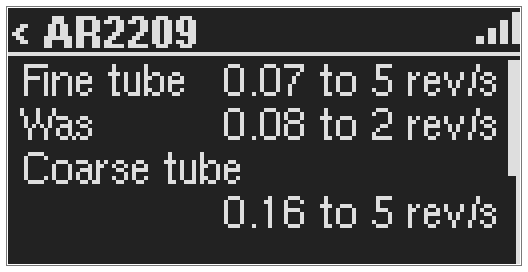 < AR2209
Fine tube 0.07 to 5 rev/s
Was 0.08 to 2 rev/s
Coarse tube
0.16 to 5 rev/s